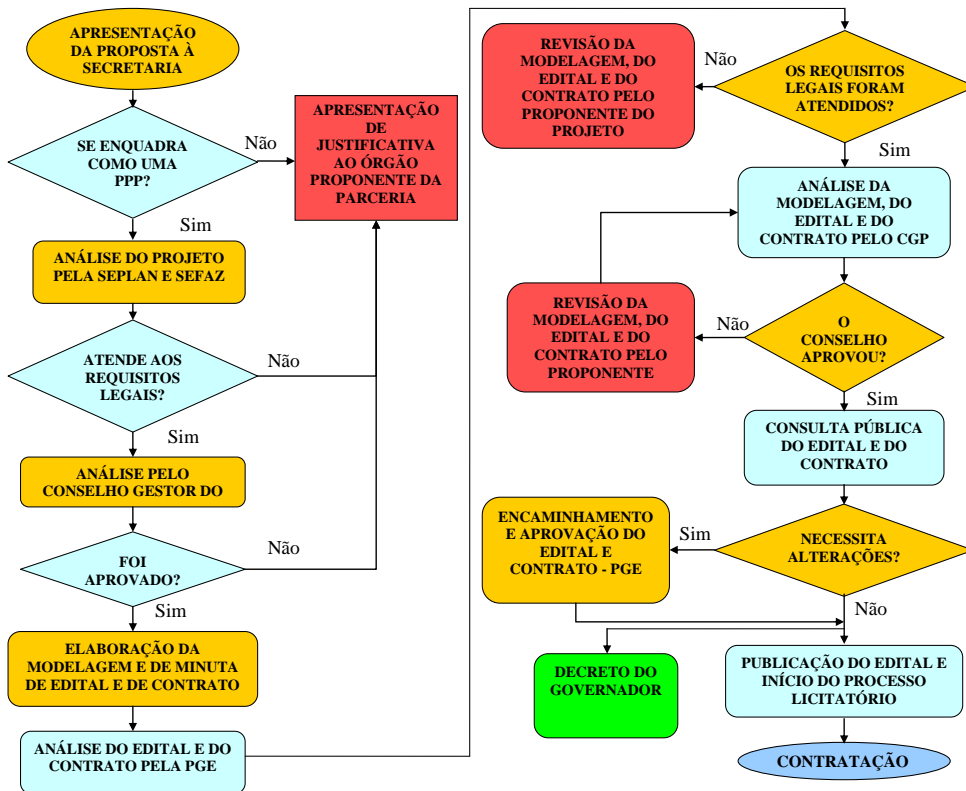 APRESENTAÇÃO
DA PROPOSTA À
SECRETARIA
SE ENQUADRA
COMO UMA
PPP?
Não
APRESENTAÇÃO
DE
JUSTIFICATIVA
AO ÓRGÃO
PROPONENTE DA
PARCERIA
Sim
ANÁLISE DO PROJETO
PELA SEPLAN E SEFAZ
ATENDE AOS
REQUISITOS
LEGAIS?
Não
Sim
ANÁLISE PELO
CONSELHO GESTOR DO
FOI
APROVADO?
Não
Sim
ELABORAÇÃO DA
MODELAGEM E DE MINUTA
DE EDITAL E DE CONTRATO
ANÁLISE DO EDITAL E DO
CONTRATO PELA PGE
OS REQUISITOS
LEGAIS FORAM
ATENDIDOS?
Não
REVISÃO DA
MODELAGEM, DO
EDITAL E DO
CONTRATO PELO
PROPONENTE DO
PROJETO
Sim
ANÁLISE DA
MODELAGEM, DO
EDITAL E DO
CONTRATO PELO CGP
O
CONSELHO
APROVOU?
Não
REVISÃO DA
MODELAGEM, DO
EDITAL E DO
CONTRATO PELO
PROPONENTE
Sim
CONSULTA PÚBLICA
DO EDITAL E DO
CONTRATO
NECESSITA
ALTERAÇÕES?
Sim
ENCAMINHAMENTO
E APROVAÇÃO DO
EDITAL E
CONTRATO - PGE
Não
DECRETO DO
GOVERNADOR
PUBLICAÇÃO DO EDITAL E
INÍCIO DO PROCESSO
LICITATÓRIO
CONTRATAÇÃO